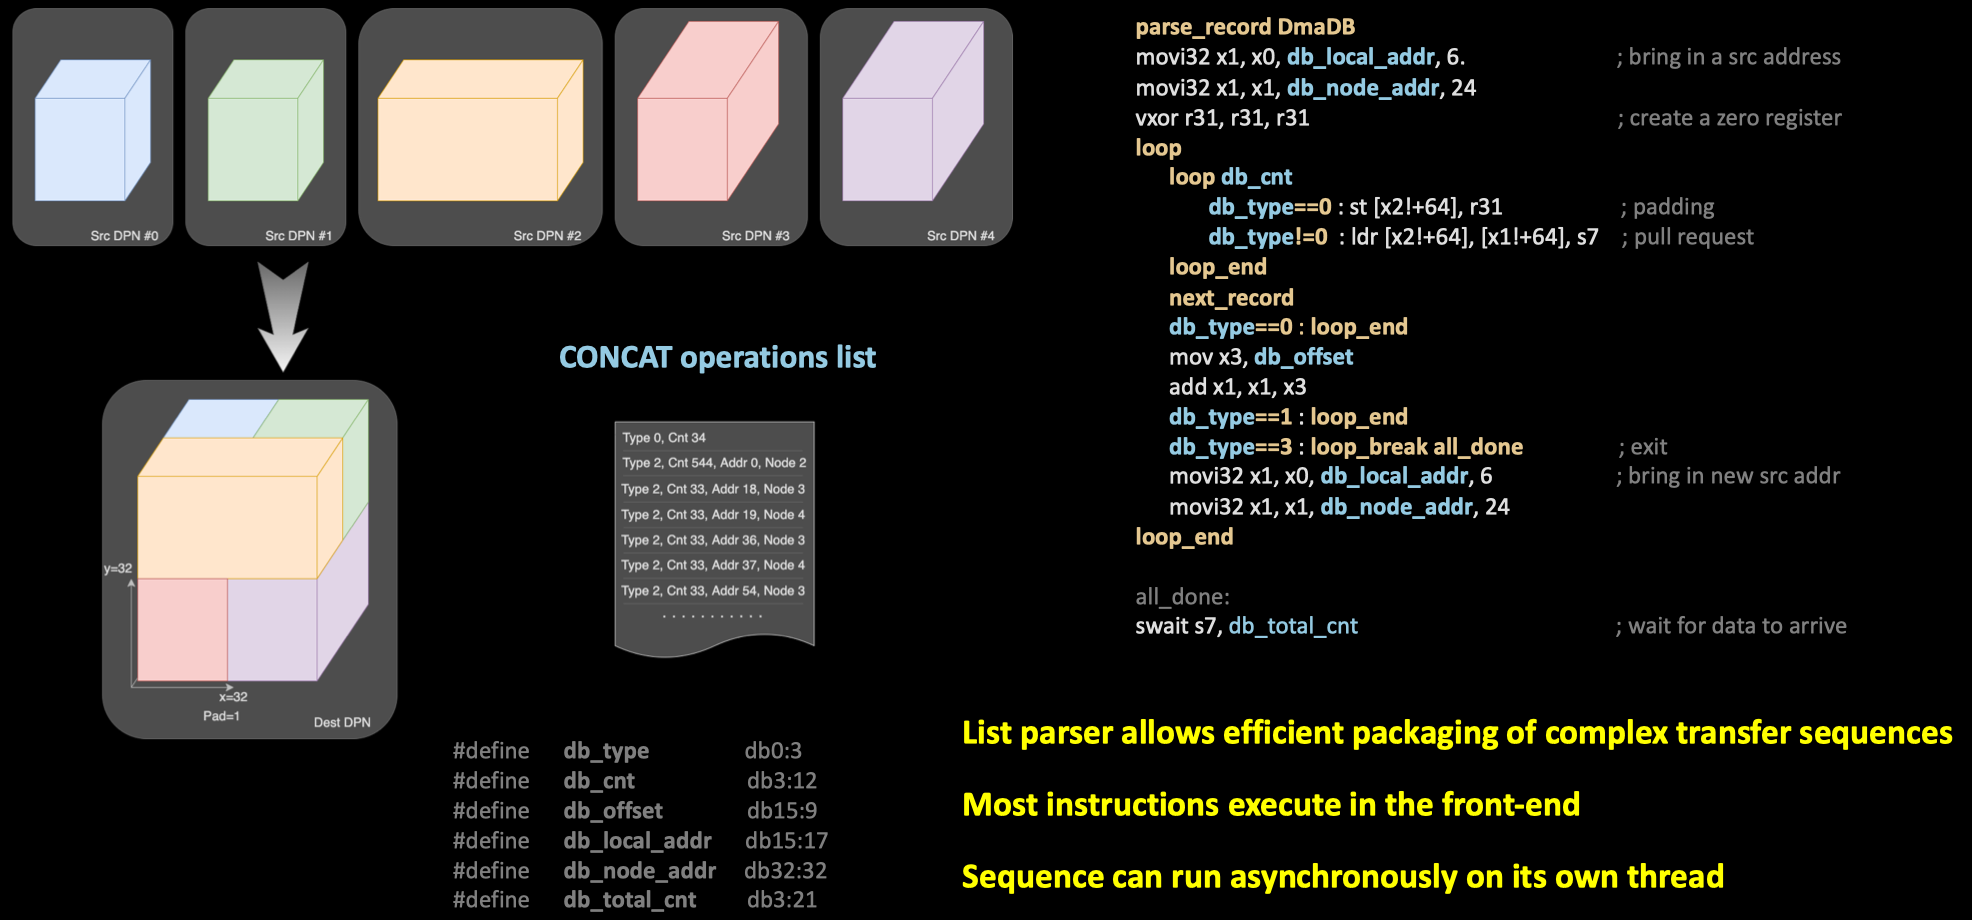 Src DPN #0
Src DPN #1
Src DPN #2
Src DPN #3
Src DPN #4
y=32
x=32
Pad=1
Dest DPN
CONCAT operations list
Type 0, Cnt 34
Type 2, Cnt 544, Addr 0, Node 2
Type 2, Cnt 33, Addr 18, Node 3
Type 2, Cnt 33, Addr 19, Node 4
Type 2, Cnt 33, Addr 36, Node 3
Type 2, Cnt 33, Addr 37, Node 4
Type 2, Cnt 33, Addr 54, Node 3
. . . . . . . . . . .
#define db_type db0:3
#define db_cnt db3:12
#define db_offset db15:9
#define db_local_addr db15:17
#define db_node_addr db32:32
#define db_total_cnt db3:21
parse_record DmaDB
movi32 x1, x0, db_local_addr, 6. ; bring in a src address
movi32 x1, x1, db_node_addr, 24
vxor r31, r31, r31 ; create a zero register
loop
loop db_cnt
db_type==0 : st [x2!+64], r31 ; padding
db_type!=0 : ldr [x2!+64], [x1!+64], s7 ; pull request
loop_end
next_record
db_type==0 : loop_end
mov x3, db_offset
add x1, x1, x3
db_type==1 : loop_end
db_type==3 : loop_break all_done ; exit
movi32 x1, x0, db_local_addr, 6 ; bring in new src addr
movi32 x1, x1, db_node_addr, 24
loop_end
all_done:
swait s7, db_total_cnt ; wait for data to arrive
List parser allows efficient packaging of complex transfer sequences
Most instructions execute in the front-end
Sequence can run asynchronously on its own thread